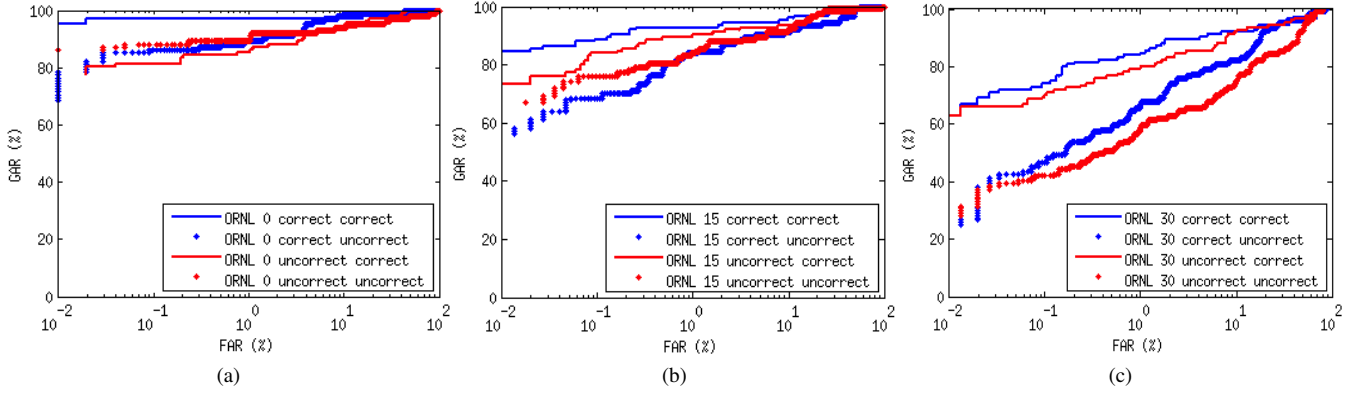 100
80
60
40
20
0
GAR (%)
ORNL 0 correct correct
ORNL 0 correct uncorrect
ORNL 0 uncorrect correct
ORNL 0 uncorrect uncorrect
10^-2
10^-1
10^0
10^1
10^2
FAR (%)
(a)
100
80
60
40
20
0
GAR (%)
ORNL 15 correct correct
ORNL 15 correct uncorrect
ORNL 15 uncorrect correct
ORNL 15 uncorrect uncorrect
10^-2
10^-1
10^0
10^1
10^2
FAR (%)
(b)
100
80
60
40
20
0
GAR (%)
ORNL 30 correct correct
ORNL 30 correct uncorrect
ORNL 30 uncorrect correct
ORNL 30 uncorrect uncorrect
10^-2
10^-1
10^0
10^1
10^2
FAR (%)
(c)